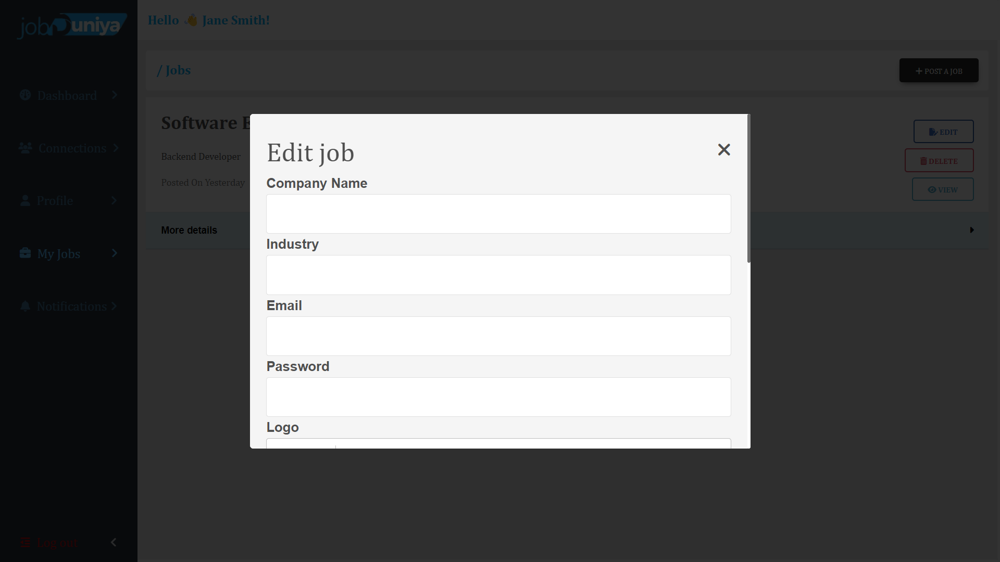 jobDuniya
Hello 👋 Jane Smith!
/ Jobs
POST A JOB
Dashboard
Connections
Profile
My Jobs
Notifications
Log out
Software E
Backend Developer
Posted On Yesterday
EDIT
DELETE
VIEW
More details
Edit job
Company Name
Industry
Email
Password
Logo